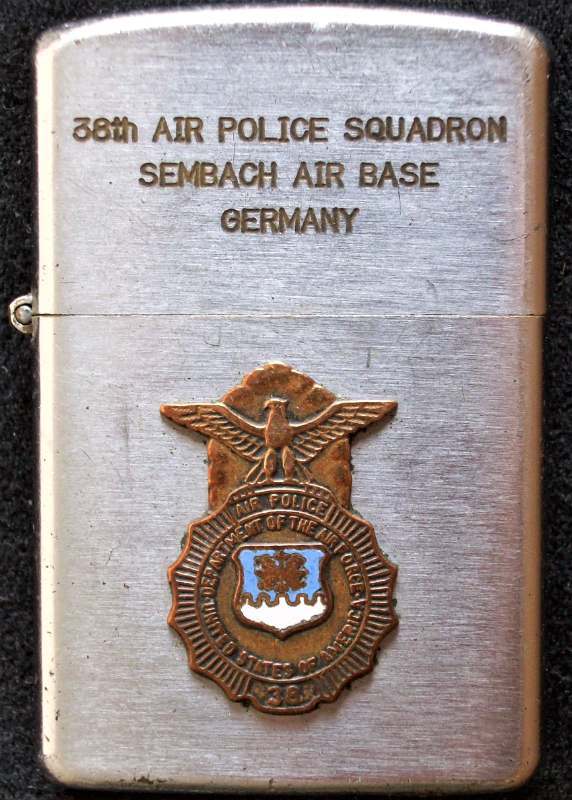 38th AIR POLICE SQUADRON
SEMBACH AIR BASE
GERMANY
AIR POLICE
DEPARTMENT OF THE AIR FORCE
UNITED STATES OF AMERICA
38